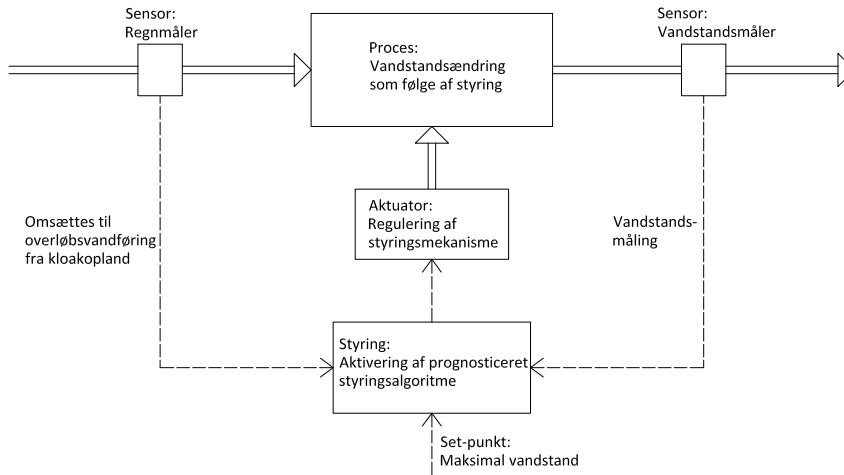 Sensor:
Regnmåler
Proces:
Vandstandsændring
som følge af styring
Sensor:
Vandstandsmåler
Aktuator:
Regulering af
styringsmekanisme
Omsættes til
overløbsvandføring
fra kloakopland
Vandstands-
måling
Styring:
Aktivering af prognosticeret
styringsalgoritme
Set-punkt:
Maksimal vandstand